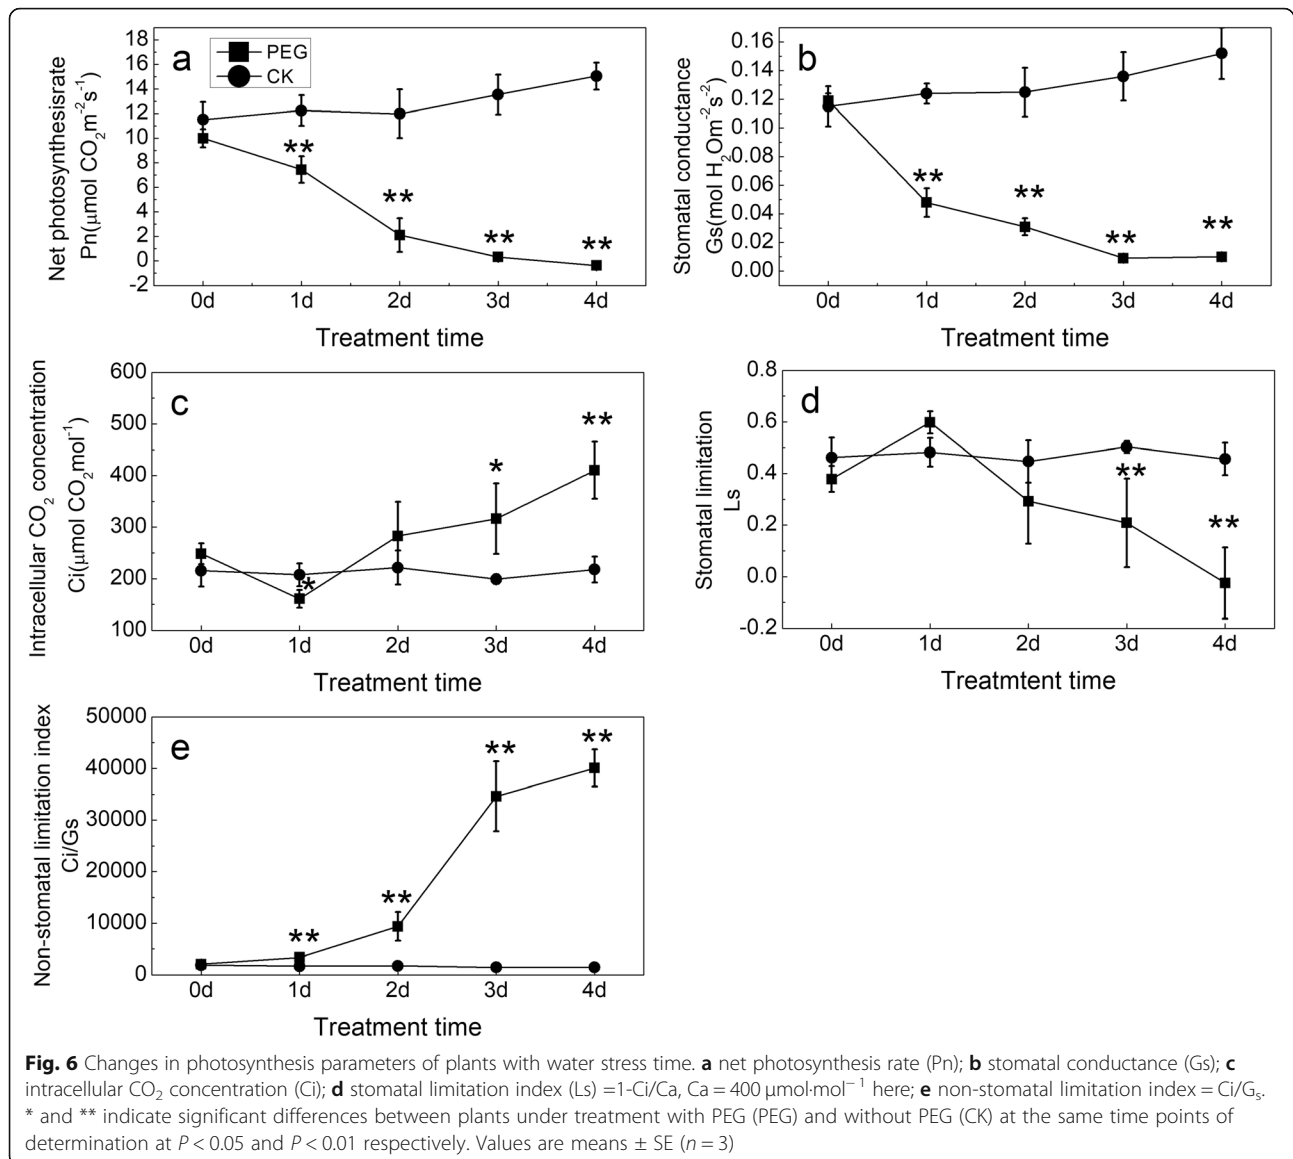 a
PEG
CK
Net photosynthesisrate
Pn(μmol CO₂m⁻²s⁻¹)
18
16
14
12
10
8
6
4
2
0
-2
**
**
**
**
0d 1d 2d 3d 4d
Treatment time
b
Stomatal conductance
Gs(mol H₂Om⁻²s⁻²)
0.16
0.14
0.12
0.10
0.08
0.06
0.04
0.02
0.00
**
**
**
**
0d 1d 2d 3d 4d
Treatment time
c
Intracellular CO₂ concentration
Ci(μmol CO₂mol⁻¹)
600
500
400
300
200
100
*
*
**
0d 1d 2d 3d 4d
Treatment time
d
Stomatal limitation
Ls
0.8
0.6
0.4
0.2
0.0
-0.2
**
**
0d 1d 2d 3d 4d
Treatmtent time
e
Non-stomatal limitation index
Ci/Gs
50000
40000
30000
20000
10000
0
**
**
**
**
0d 1d 2d 3d 4d
Treatment time
Fig. 6 Changes in photosynthesis parameters of plants with water stress time. a net photosynthesis rate (Pn); b stomatal conductance (Gs); c
intracellular CO₂ concentration (Ci); d stomatal limitation index (Ls) =1-Ci/Ca, Ca = 400 μmol·mol⁻¹ here; e non-stomatal limitation index = Ci/Gₛ.
* and ** indicate significant differences between plants under treatment with PEG (PEG) and without PEG (CK) at the same time points of
determination at P < 0.05 and P < 0.01 respectively. Values are means ± SE (n = 3)